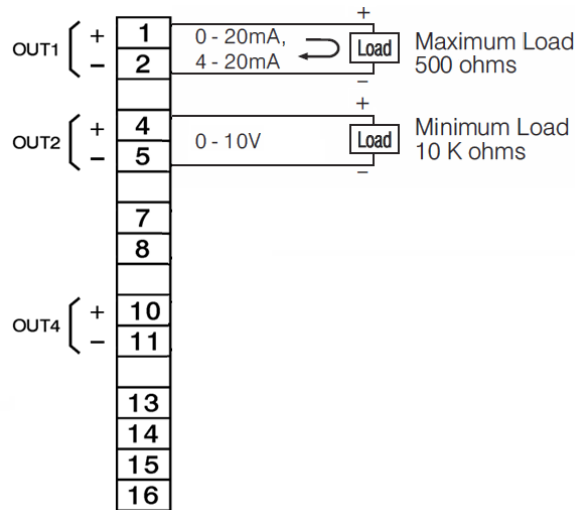 +
OUT1 + 1 0 - 20mA, Load Maximum Load
− 2 4 - 20mA 500 ohms
−
+
OUT2 + 4 0 - 10V Load Minimum Load
− 5 10 K ohms
−
7
8
OUT4 + 10
− 11
13
14
15
16